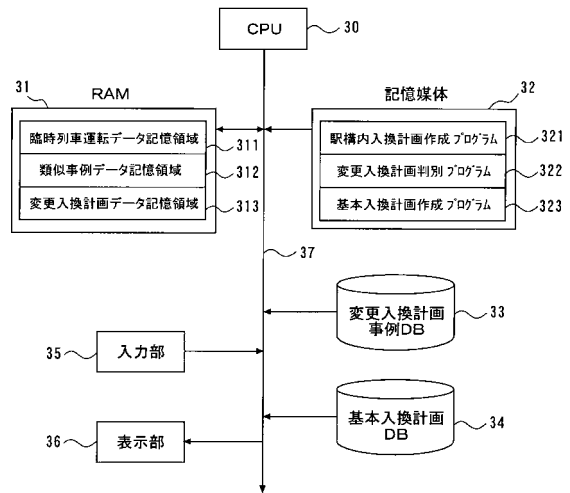 CPU
30
31
RAM
臨時列車運転データ記憶領域
311
類似事例データ記憶領域
312
変更入換計画データ記憶領域
313
記憶媒体
32
駅構内入換計画作成プログラム
321
変更入換計画判別プログラム
322
基本入換計画作成プログラム
323
37
変更入換計画
事例DB
33
35
入力部
基本入換計画
DB
34
36
表示部